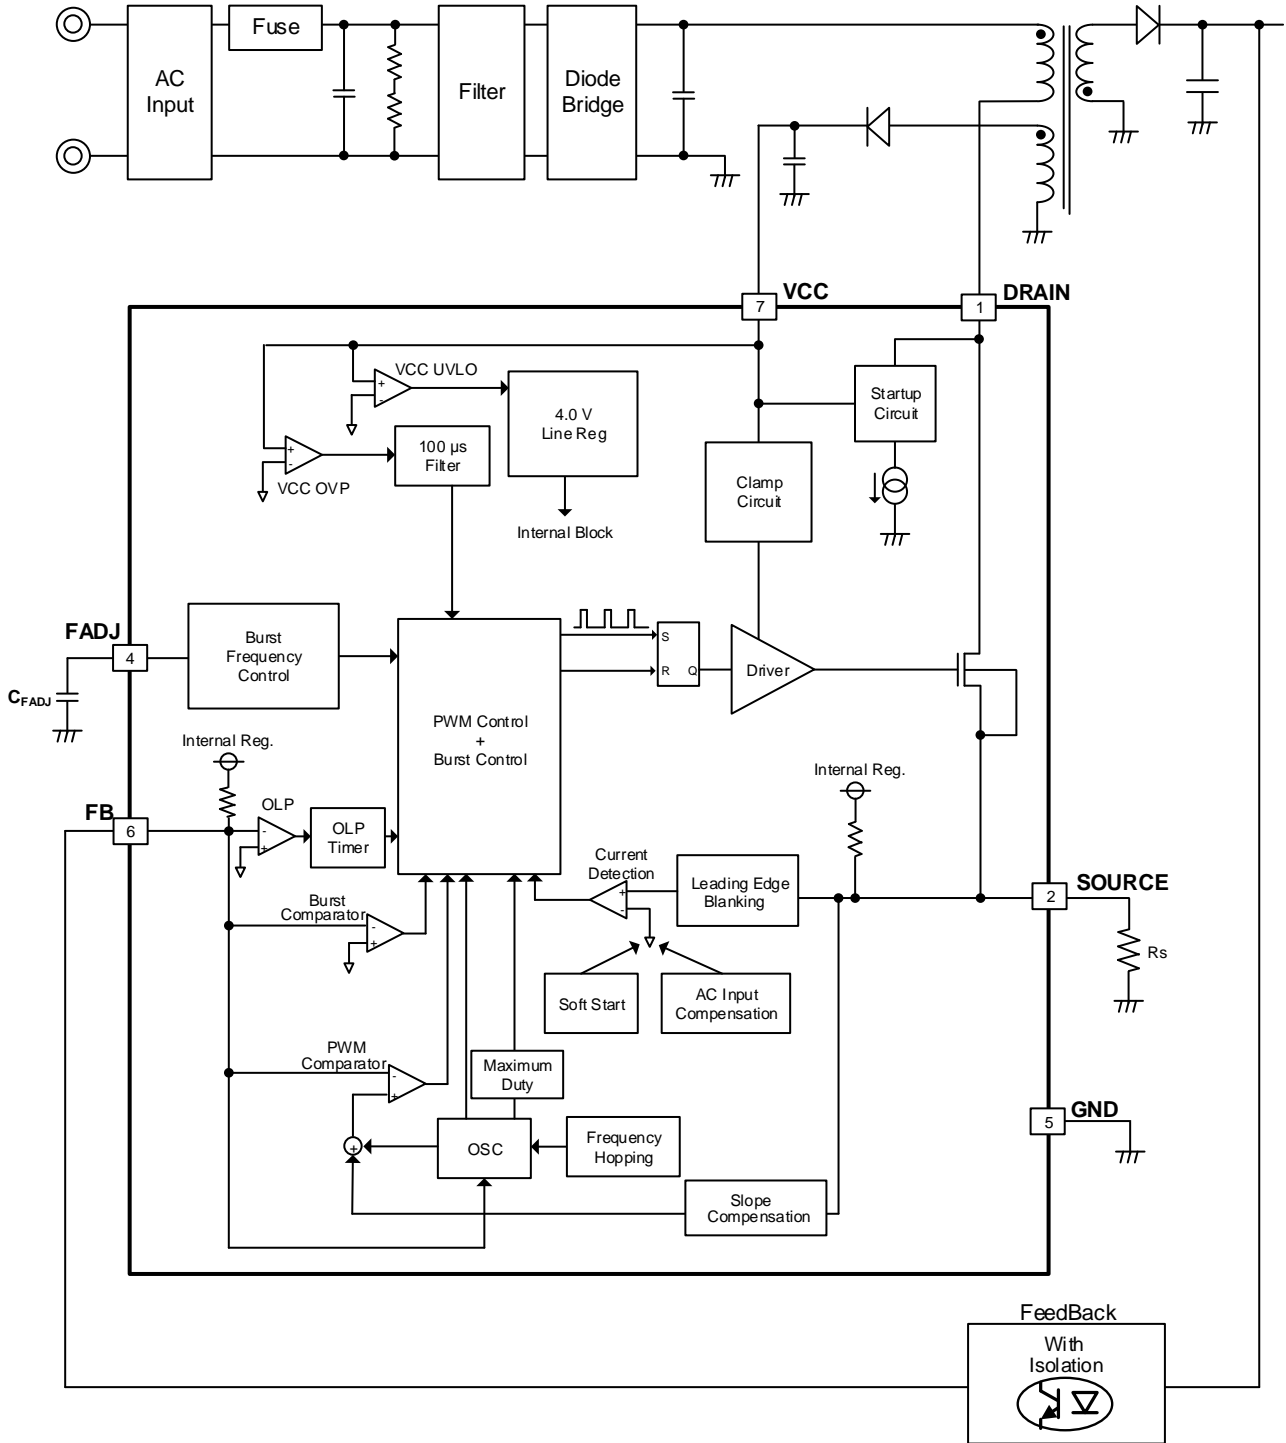 Fuse
AC
Input
Filter
Diode
Bridge
VCC
7
DRAIN
1
VCC UVLO
+
-
4.0 V
Line Reg
Startup
Circuit
+
-
VCC OVP
100 µs
Filter
Clamp
Circuit
Internal Block
FADJ
4
CFADJ
Burst
Frequency
Control
S
R
Q
Driver
PWM Control
+
Burst Control
Internal Reg.
Internal Reg.
FB
6
OLP
-
+
OLP
Timer
Current
Detection
+
-
Leading Edge
Blanking
SOURCE
2
Rs
Burst
Comparator
-
+
Soft Start
AC Input
Compensation
PWM
Comparator
-
+
Maximum
Duty
GND
5
+
OSC
Frequency
Hopping
Slope
Compensation
FeedBack
With
Isolation